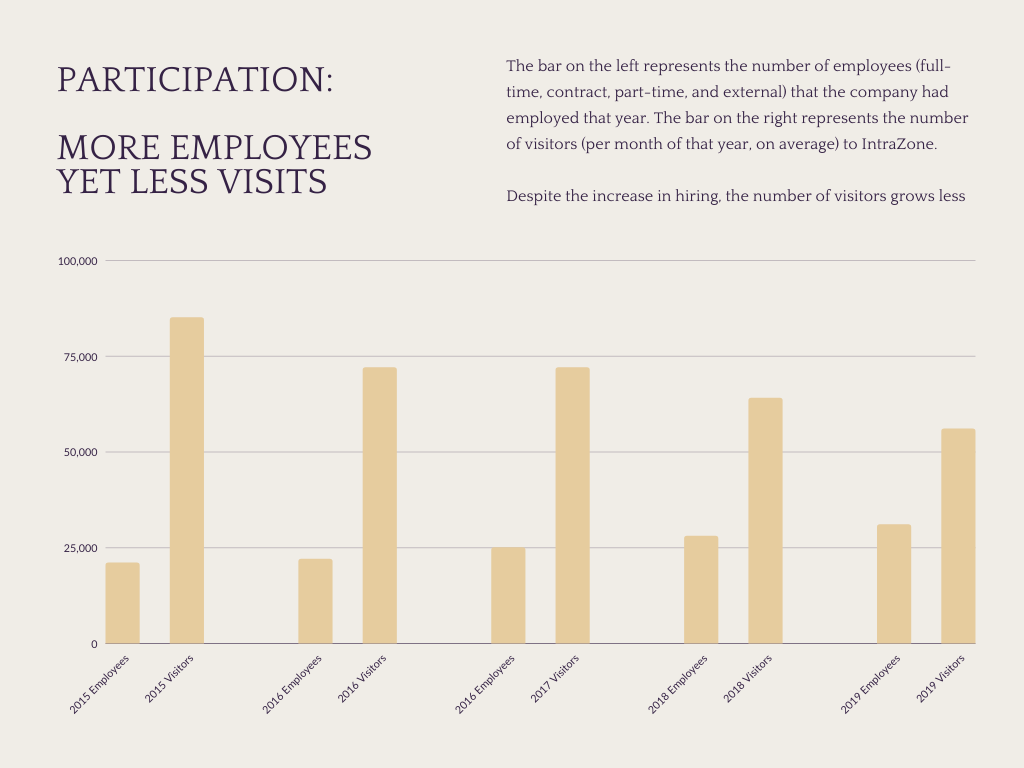 PARTICIPATION:
MORE EMPLOYEES
YET LESS VISITS
The bar on the left represents the number of employees (full-
time, contract, part-time, and external) that the company had
employed that year. The bar on the right represents the number
of visitors (per month of that year, on average) to IntraZone.
Despite the increase in hiring, the number of visitors grows less
100,000
75,000
50,000
25,000
0
2015 Employees
2015 Visitors
2016 Employees
2016 Visitors
2016 Employees
2017 Visitors
2018 Employees
2018 Visitors
2019 Employees
2019 Visitors